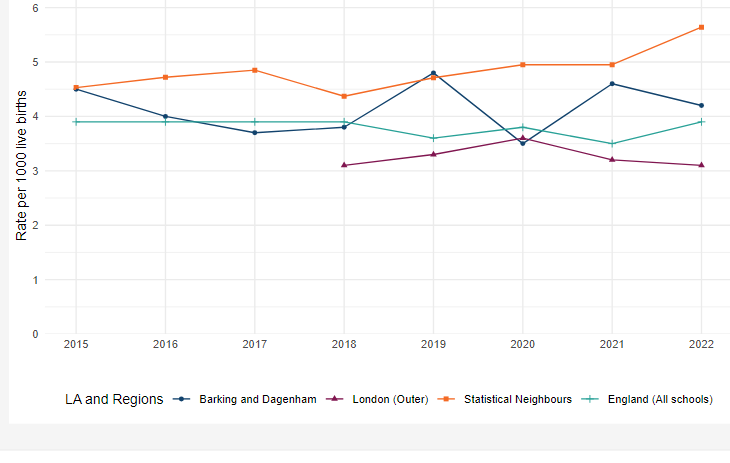 6
5
4
3
2
1
0
Rate per 1000 live births
2015 2016 2017 2018 2019 2020 2021 2022
LA and Regions Barking and Dagenham London (Outer) Statistical Neighbours England (All schools)